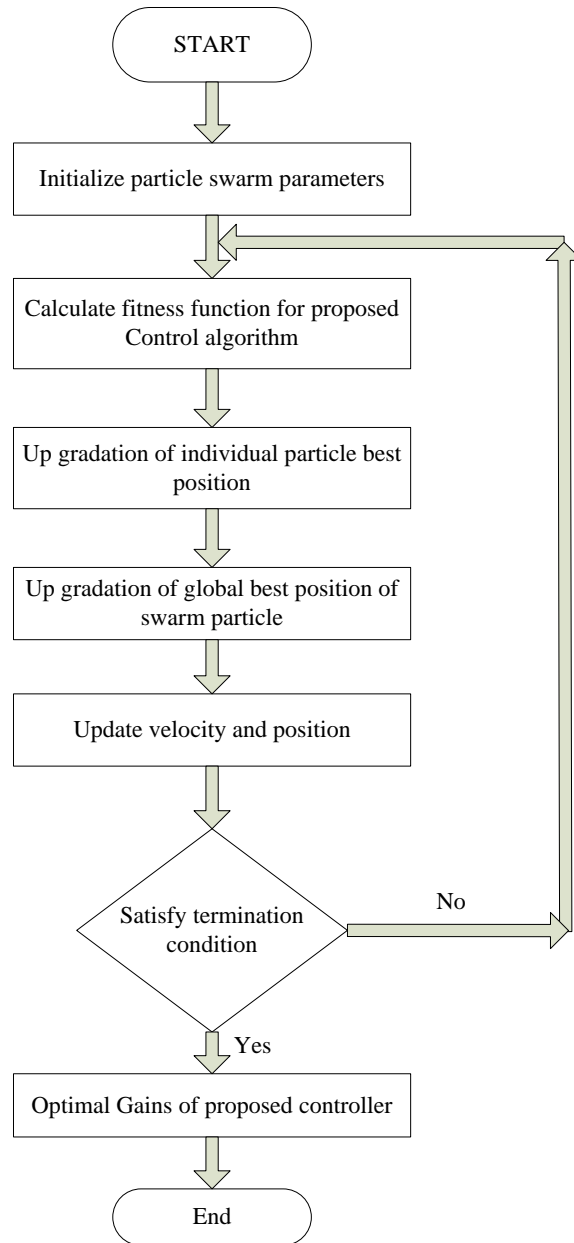 START
Initialize particle swarm parameters
Calculate fitness function for proposed
Control algorithm
Up gradation of individual particle best
position
Up gradation of global best position of
swarm particle
Update velocity and position
Satisfy termination
condition
No
Yes
Optimal Gains of proposed controller
End